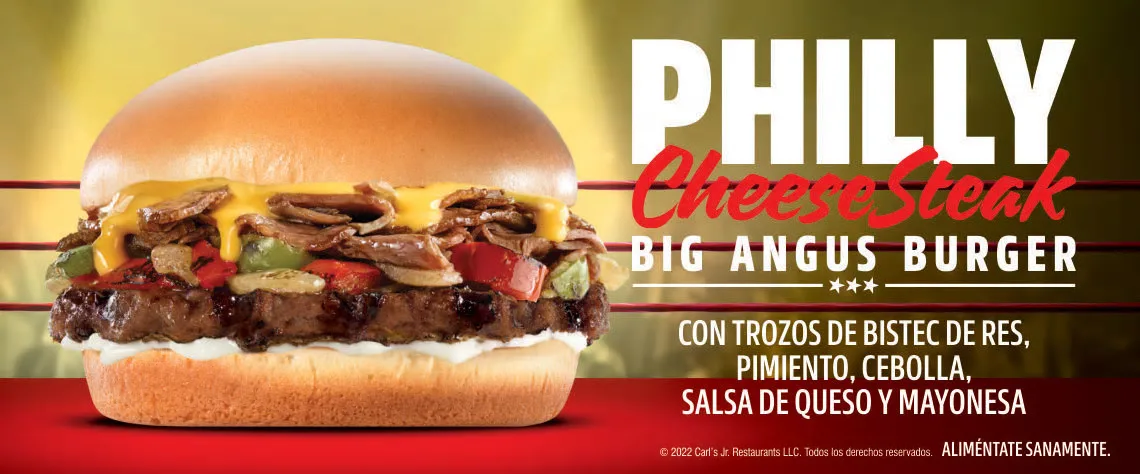 PHILLY
CheeseSteak
BIG ANGUS BURGER
CON TROZOS DE BISTEC DE RES,
PIMIENTO, CEBOLLA,
SALSA DE QUESO Y MAYONESA
© 2022 Carl's Jr. Restaurants LLC. Todos los derechos reservados. ALIMÉNTATE SANAMENTE.